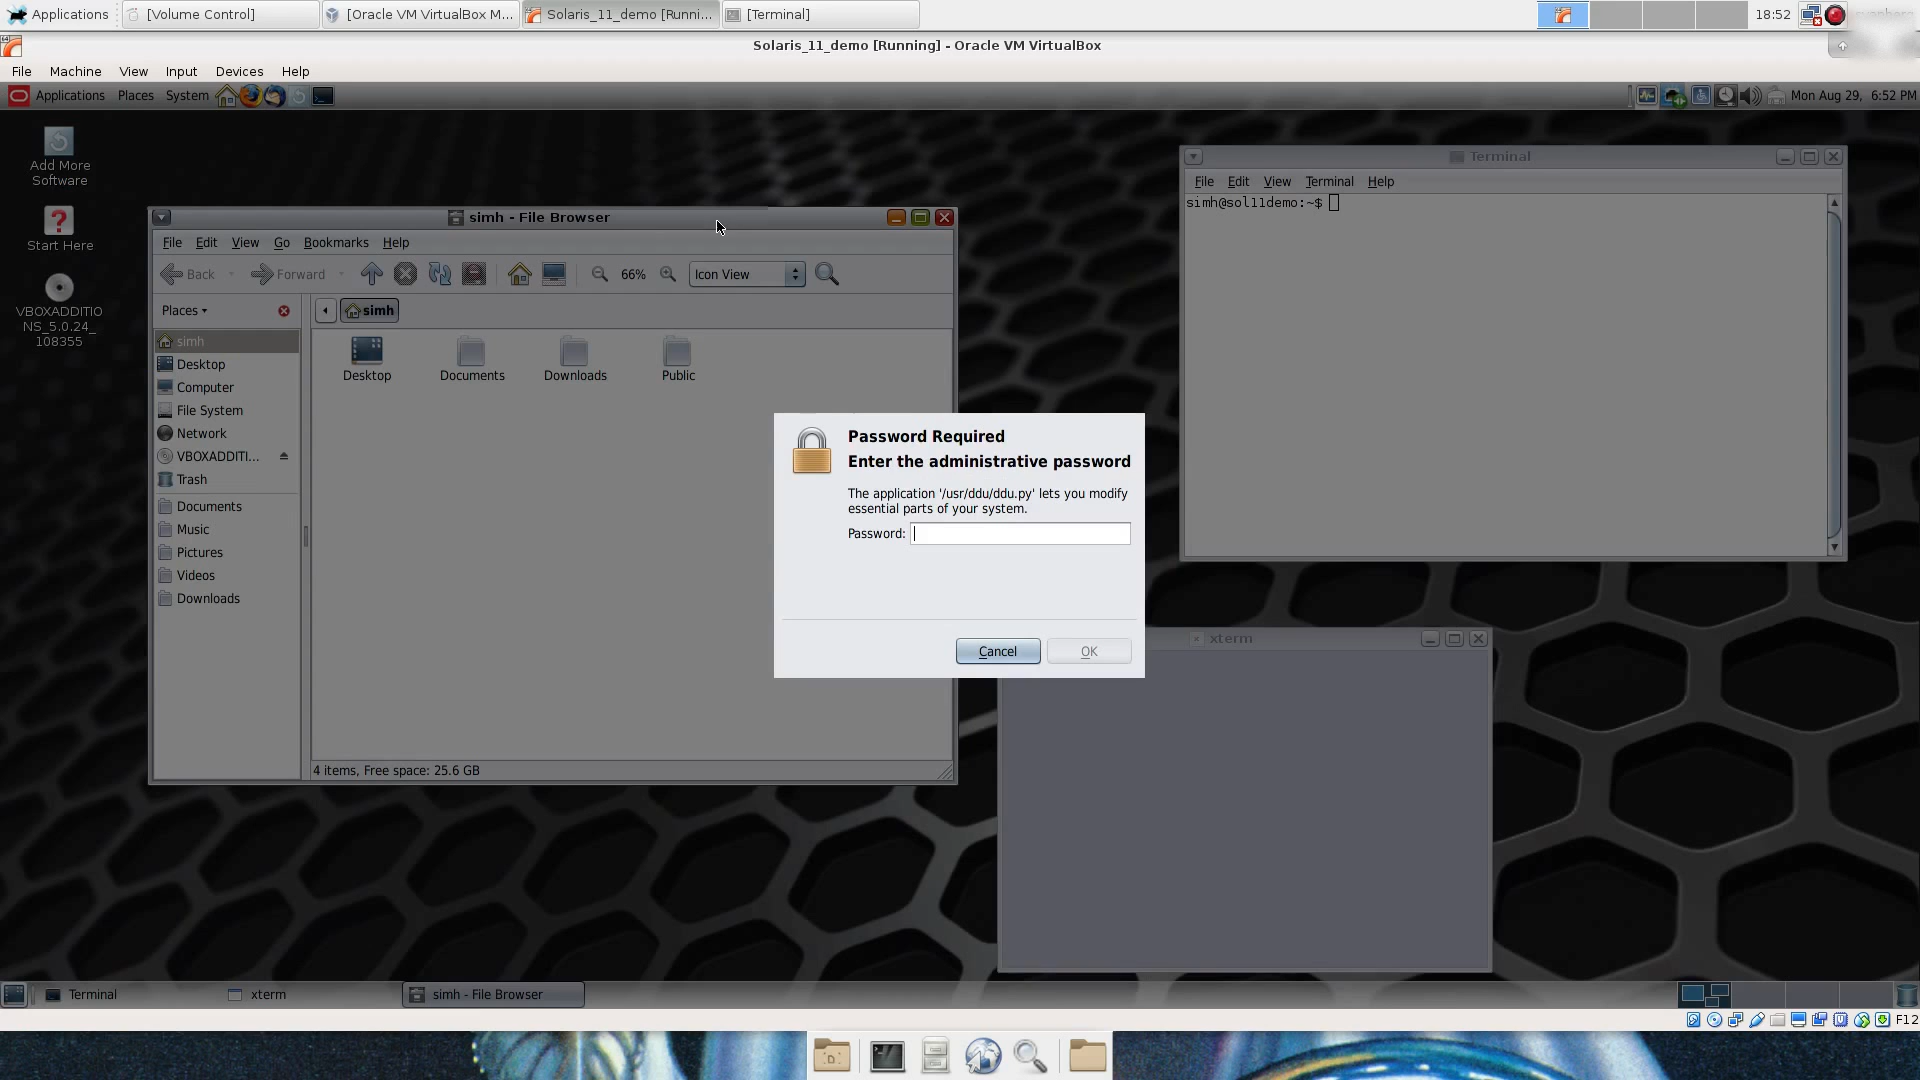 Applications
[Volume Control]
[Oracle VM VirtualBox M...
Solaris_11_demo [Runni...
[Terminal]
18:52
Solaris_11_demo [Running] - Oracle VM VirtualBox
File Machine View Input Devices Help
Applications Places System
Mon Aug 29, 6:52 PM
Add More
Software
Start Here
VBOXADDITIO
NS_5.0.24_
108355
simh - File Browser
File Edit View Go Bookmarks Help
Back Forward 66% Icon View
Places
simh
simh
Desktop
Computer
File System
Network
VBOXADDITI...
Trash
Documents
Music
Pictures
Videos
Downloads
Desktop Documents Downloads Public
4 items, Free space: 25.6 GB
Terminal
File Edit View Terminal Help
simh@sol11demo:~$
Password Required
Enter the administrative password
The application '/usr/ddu/ddu.py' lets you modify
essential parts of your system.
Password:
Cancel OK
xterm
Terminal
xterm
simh - File Browser
F12